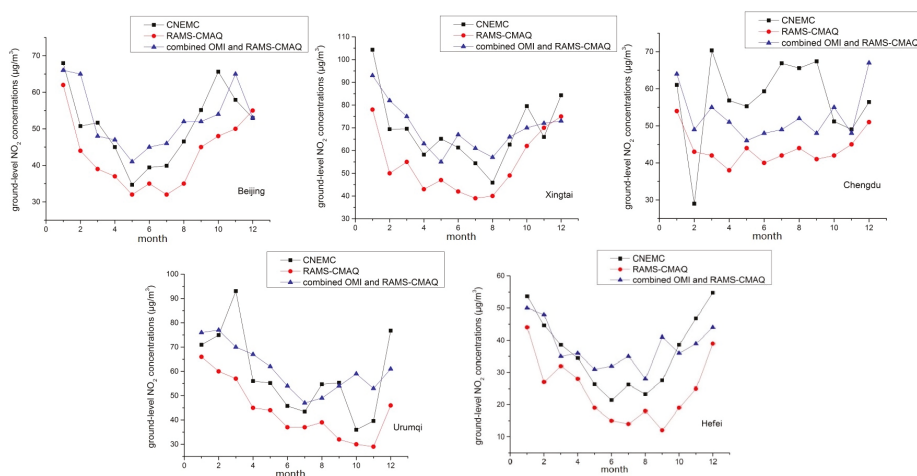 CNEMC
RAMS-CMAQ
combined OMI and RAMS-CMAQ
ground-level NO₂ concentrations (μg/m³)
70
60
50
40
30
0 2 4 6 8 10 12
month
Beijing
CNEMC
RAMS-CMAQ
combined OMI and RAMS-CMAQ
ground-level NO₂ concentrations (μg/m³)
110
100
90
80
70
60
50
40
30
0 2 4 6 8 10 12
month
Xingtai
CNEMC
RAMS-CMAQ
combined OMI and RAMS-CMAQ
ground-level NO₂ concentrations (μg/m³)
70
60
50
40
30
0 2 4 6 8 10 12
month
Chengdu
CNEMC
RAMS-CMAQ
combined OMI and RAMS-CMAQ
ground-level NO₂ concentrations (μg/m³)
100
90
80
70
60
50
40
30
0 2 4 6 8 10 12
month
Urumqi
CNEMC
RAMS-CMAQ
combined OMI and RAMS-CMAQ
ground-level NO₂ concentrations (μg/m³)
60
50
40
30
20
10
0 2 4 6 8 10 12
month
Hefei